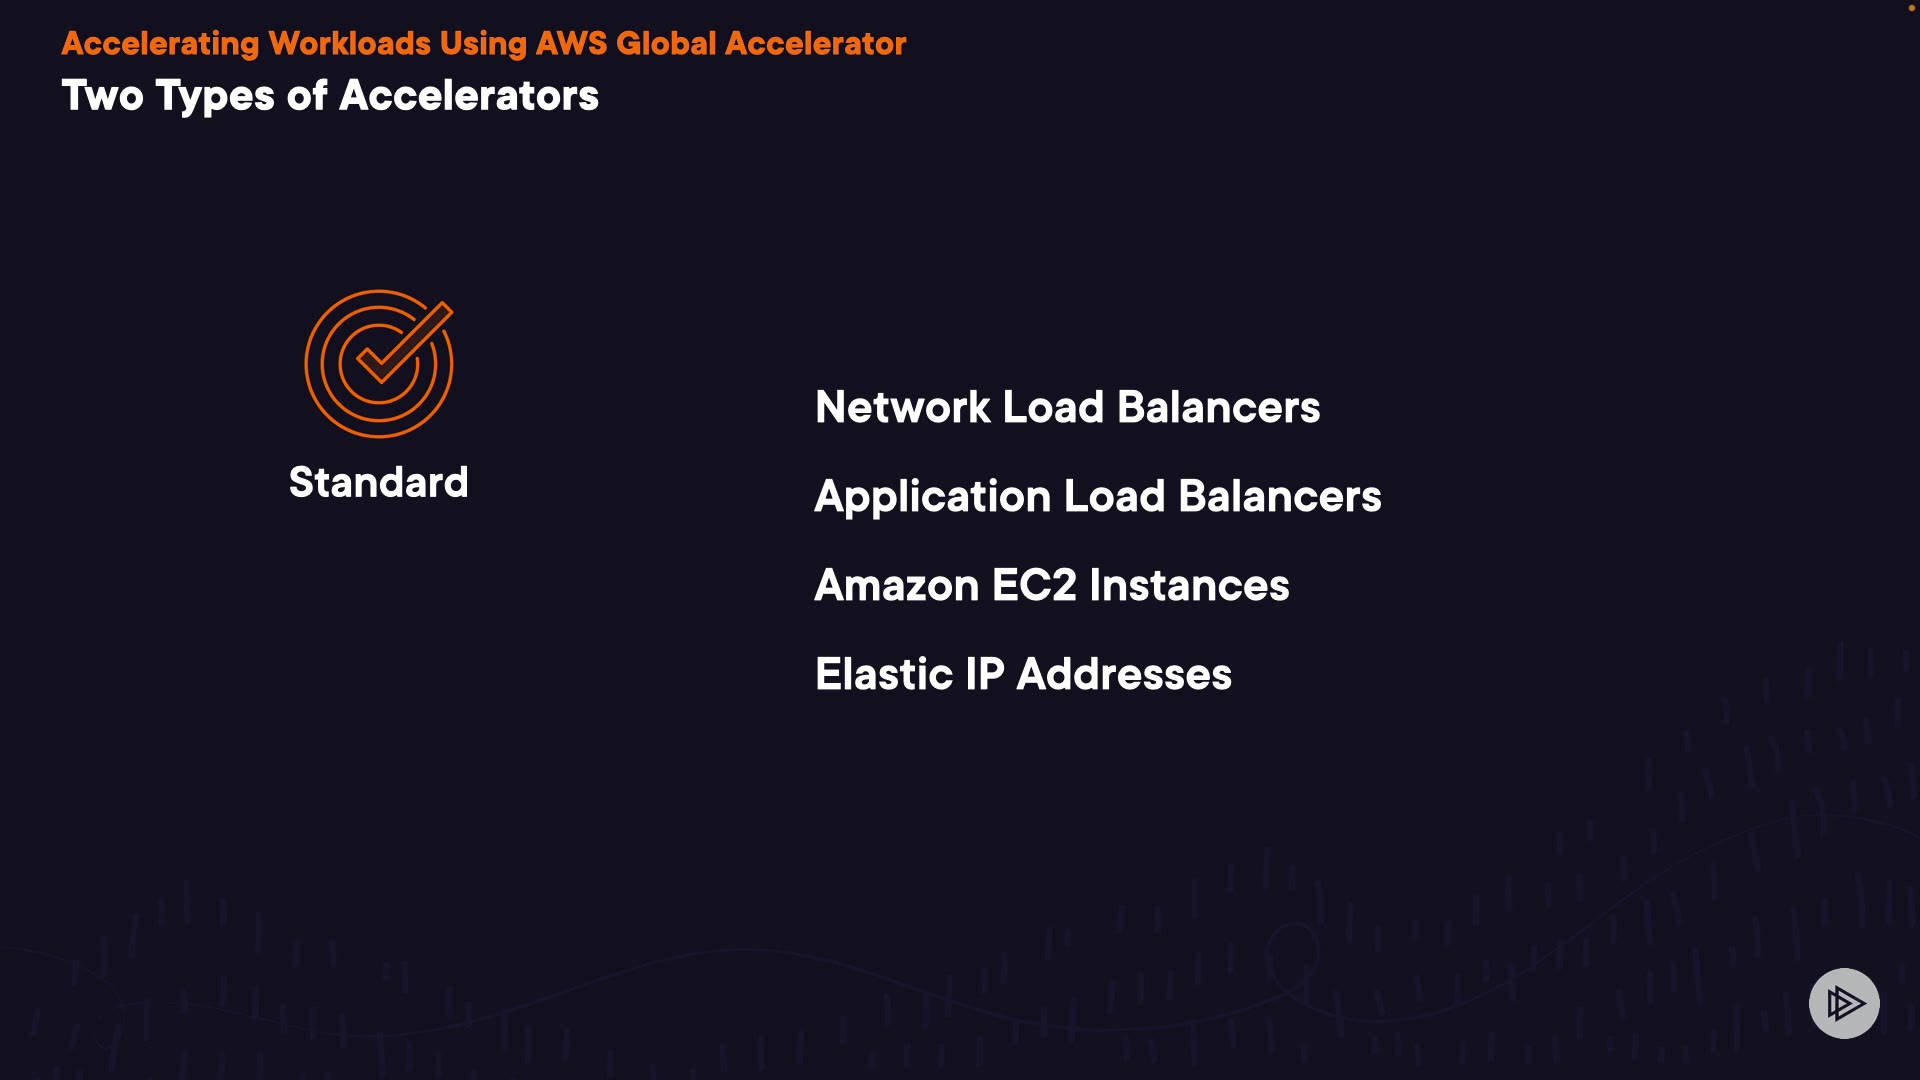 Accelerating Workloads Using AWS Global Accelerator
Two Types of Accelerators
Standard
Network Load Balancers
Application Load Balancers
Amazon EC2 Instances
Elastic IP Addresses